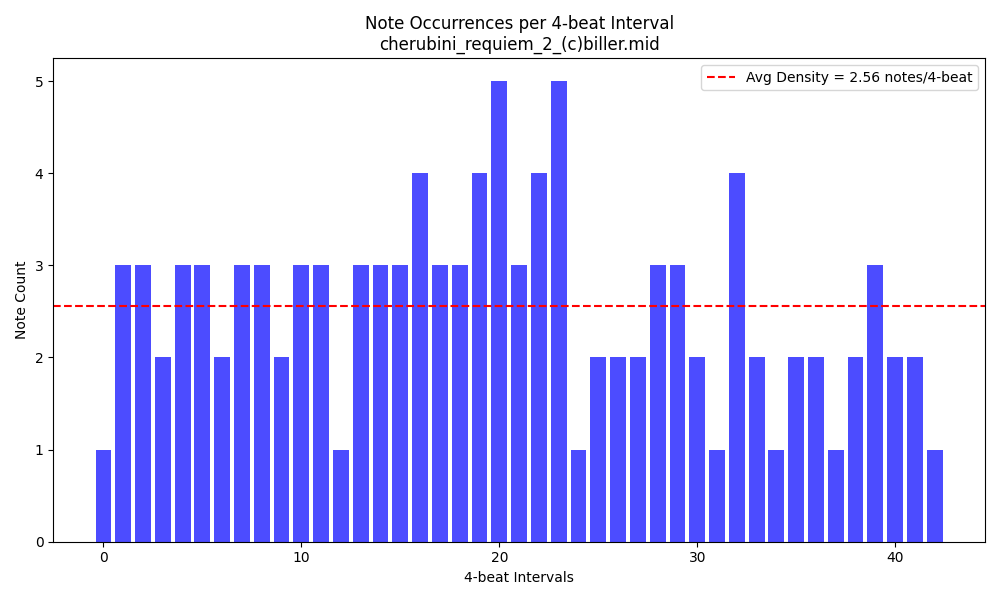 Note Occurrences per 4-beat Interval
cherubini_requiem_2_(c)biller.mid
Avg Density = 2.56 notes/4-beat
5
4
3
2
1
0
Note Count
0 10 20 30 40
4-beat Intervals